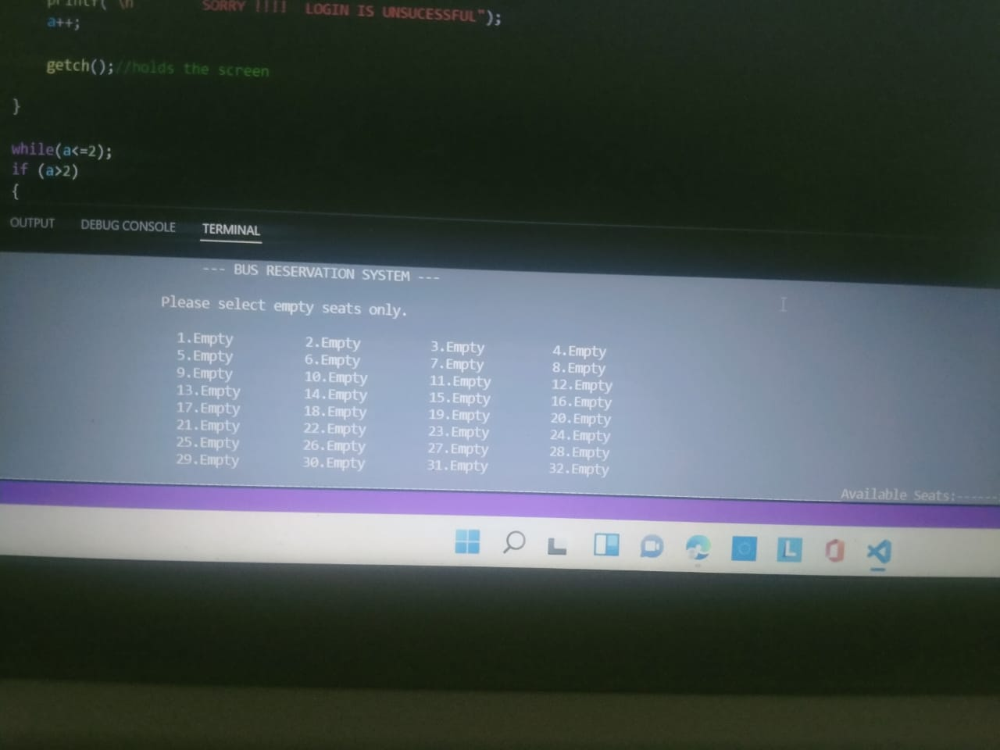 printf( \n SORRY !!!! LOGIN IS UNSUCESSFUL");
a++;
getch();//holds the screen
}
while(a<=2);
if (a>2)
{
OUTPUT DEBUG CONSOLE TERMINAL
--- BUS RESERVATION SYSTEM ---
Please select empty seats only.
1.Empty 2.Empty 3.Empty 4.Empty
5.Empty 6.Empty 7.Empty 8.Empty
9.Empty 10.Empty 11.Empty 12.Empty
13.Empty 14.Empty 15.Empty 16.Empty
17.Empty 18.Empty 19.Empty 20.Empty
21.Empty 22.Empty 23.Empty 24.Empty
25.Empty 26.Empty 27.Empty 28.Empty
29.Empty 30.Empty 31.Empty 32.Empty
Available Seats:------
L